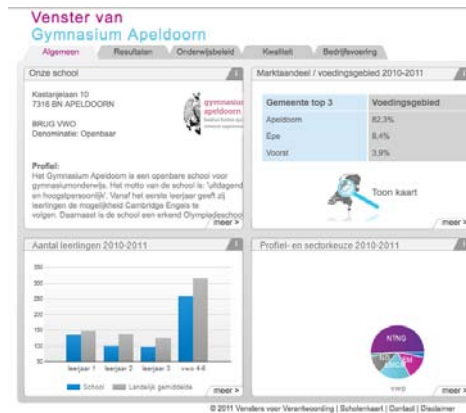 Venster van
Gymnasium Apeldoorn
Algemeen
Resultaten
Onderwijsbeleid
Kwaliteit
Bedrijfsvoering
Onze school
Kastanjelaan 10
7316 BN APELDOORN
BRUG VWO
Denominatie: Openbaar
gymnasium
apeldoorn
Profiel:
Het Gymnasium Apeldoorn is een openbare school voor
gymnasiumonderwijs. Het motto van de school is: 'uitdagend
en hoogstpersoonlijk'. Vanaf het eerste leerjaar geeft zij
leerlingen de mogelijkheid Cambridge Engels te
volgen. Daarnaast is de school een erkend Olympiadeschool
meer >
Marktaandeel / voedingsgebied 2010-2011
Gemeente top 3 Voedingsgebied
Apeldoorn 82,3%
Epe 8,4%
Voorst 3,9%
Toon kaart
meer >
Aantal leerlingen 2010-2011
350
300
250
200
150
100
50
leerjaar 1 leerjaar 2 leerjaar 3 vwo 4-6
School Landelijk gemiddelde
meer >
Profiel- en sectorkeuze 2010-2011
NTNG
NG
EM
EMCM
vwo
meer >
© 2011 Vensters voor Verantwoording | Scholenkaart | Contact | Disclaimer